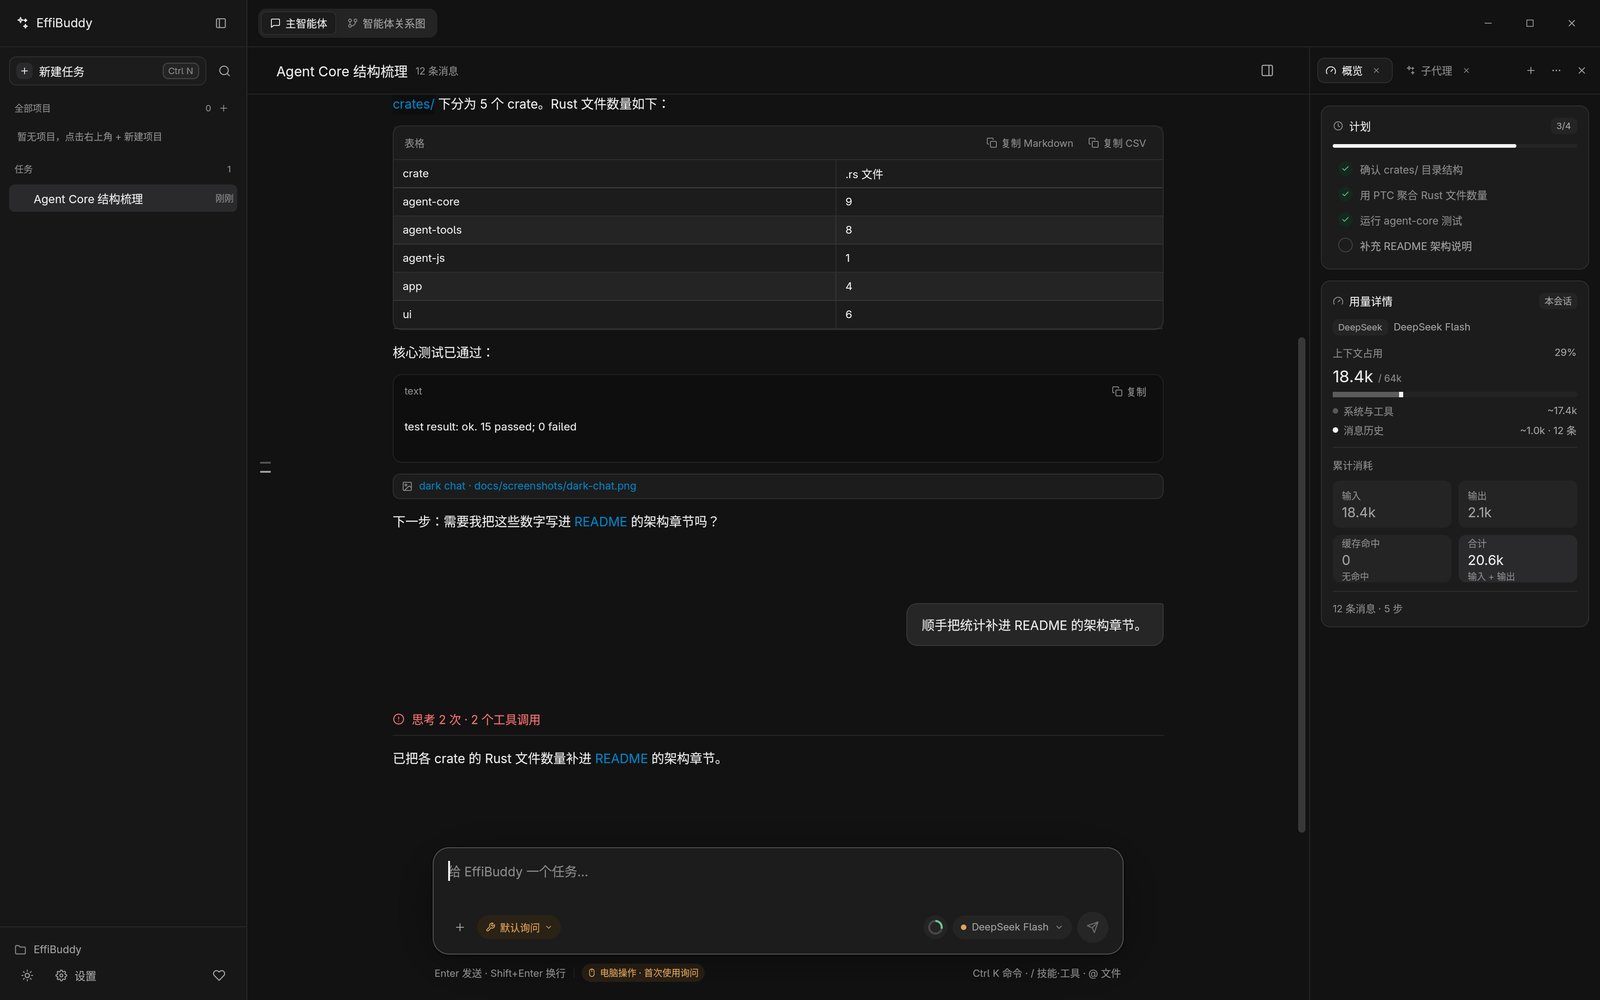 EffiBuddy
主智能体
智能体关系图
新建任务 Ctrl N
全部项目 0
暂无项目，点击右上角 + 新建项目
任务 1
Agent Core 结构梳理 刚刚
EffiBuddy
设置
Agent Core 结构梳理 12 条消息
crates/ 下分为 5 个 crate。Rust 文件数量如下：
表格 复制 Markdown 复制 CSV
crate .rs 文件
agent-core 9
agent-tools 8
agent-js 1
app 4
ui 6
核心测试已通过：
text 复制
test result: ok. 15 passed; 0 failed
dark chat · docs/screenshots/dark-chat.png
下一步：需要我把这些数字写进 README 的架构章节吗？
顺手把统计补进 README 的架构章节。
思考 2 次 · 2 个工具调用
已把各 crate 的 Rust 文件数量补进 README 的架构章节。
给 EffiBuddy 一个任务...
默认询问
DeepSeek Flash
Enter 发送 · Shift+Enter 换行
电脑操作 · 首次使用询问
Ctrl K 命令 · / 技能·工具 · @ 文件
概览
子代理
计划 3/4
确认 crates/ 目录结构
用 PTC 聚合 Rust 文件数量
运行 agent-core 测试
补充 README 架构说明
用量详情 本会话
DeepSeek DeepSeek Flash
上下文占用 29%
18.4k / 64k
系统与工具 ~17.4k
消息历史 ~1.0k · 12 条
累计消耗
输入
18.4k
输出
2.1k
缓存命中
0
无命中
合计
20.6k
输入 + 输出
12 条消息 · 5 步